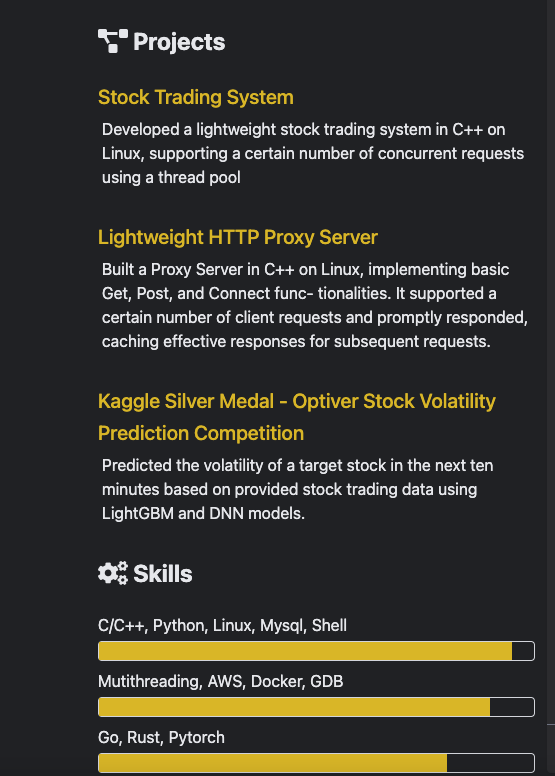 Projects
Stock Trading System
Developed a lightweight stock trading system in C++ on
Linux, supporting a certain number of concurrent requests
using a thread pool
Lightweight HTTP Proxy Server
Built a Proxy Server in C++ on Linux, implementing basic
Get, Post, and Connect func- tionalities. It supported a
certain number of client requests and promptly responded,
caching effective responses for subsequent requests.
Kaggle Silver Medal - Optiver Stock Volatility
Prediction Competition
Predicted the volatility of a target stock in the next ten
minutes based on provided stock trading data using
LightGBM and DNN models.
Skills
C/C++, Python, Linux, Mysql, Shell
Mutithreading, AWS, Docker, GDB
Go, Rust, Pytorch